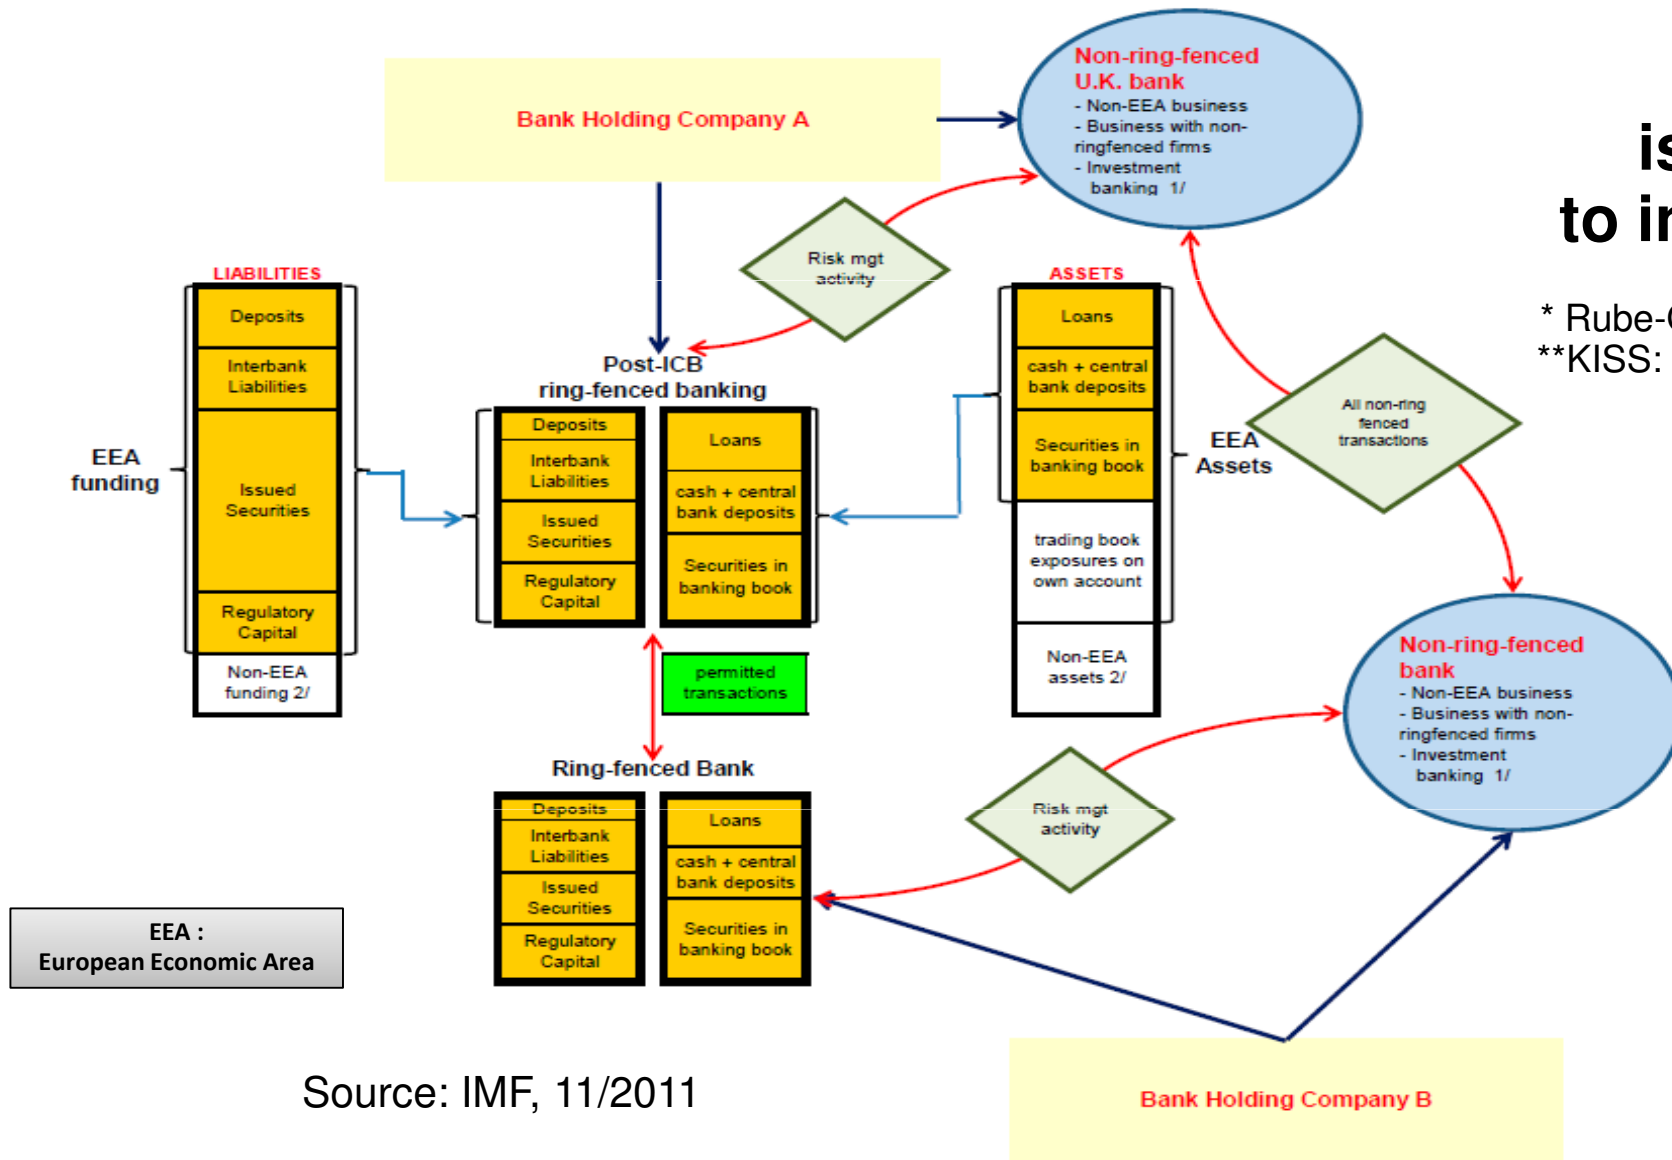 Bank Holding Company A
Non-ring-fenced
U.K. bank
- Non-EEA business
- Business with non-
ringfenced firms
- Investment
banking 1/
to
* Rube-
**KISS:
Risk mgt
activity
LIABILITIES
Deposits
Interbank
Liabilities
Issued
Securities
Regulatory
Capital
Non-EEA
funding 2/
EEA
funding
Post-ICB
ring-fenced banking
Deposits
Interbank
Liabilities
Issued
Securities
Regulatory
Capital
Loans
cash + central
bank deposits
Securities in
banking book
ASSETS
Loans
cash + central
bank deposits
Securities in
banking book
trading book
exposures on
own account
Non-EEA
assets 2/
EEA
Assets
All non-ring
fenced
transactions
permitted
transactions
Non-ring-fenced
bank
- Non-EEA business
- Business with non-
ringfenced firms
- Investment
banking 1/
Ring-fenced Bank
Deposits
Interbank
Liabilities
Issued
Securities
Regulatory
Capital
Loans
cash + central
bank deposits
Securities in
banking book
Risk mgt
activity
EEA :
European Economic Area
Source: IMF, 11/2011
Bank Holding Company B